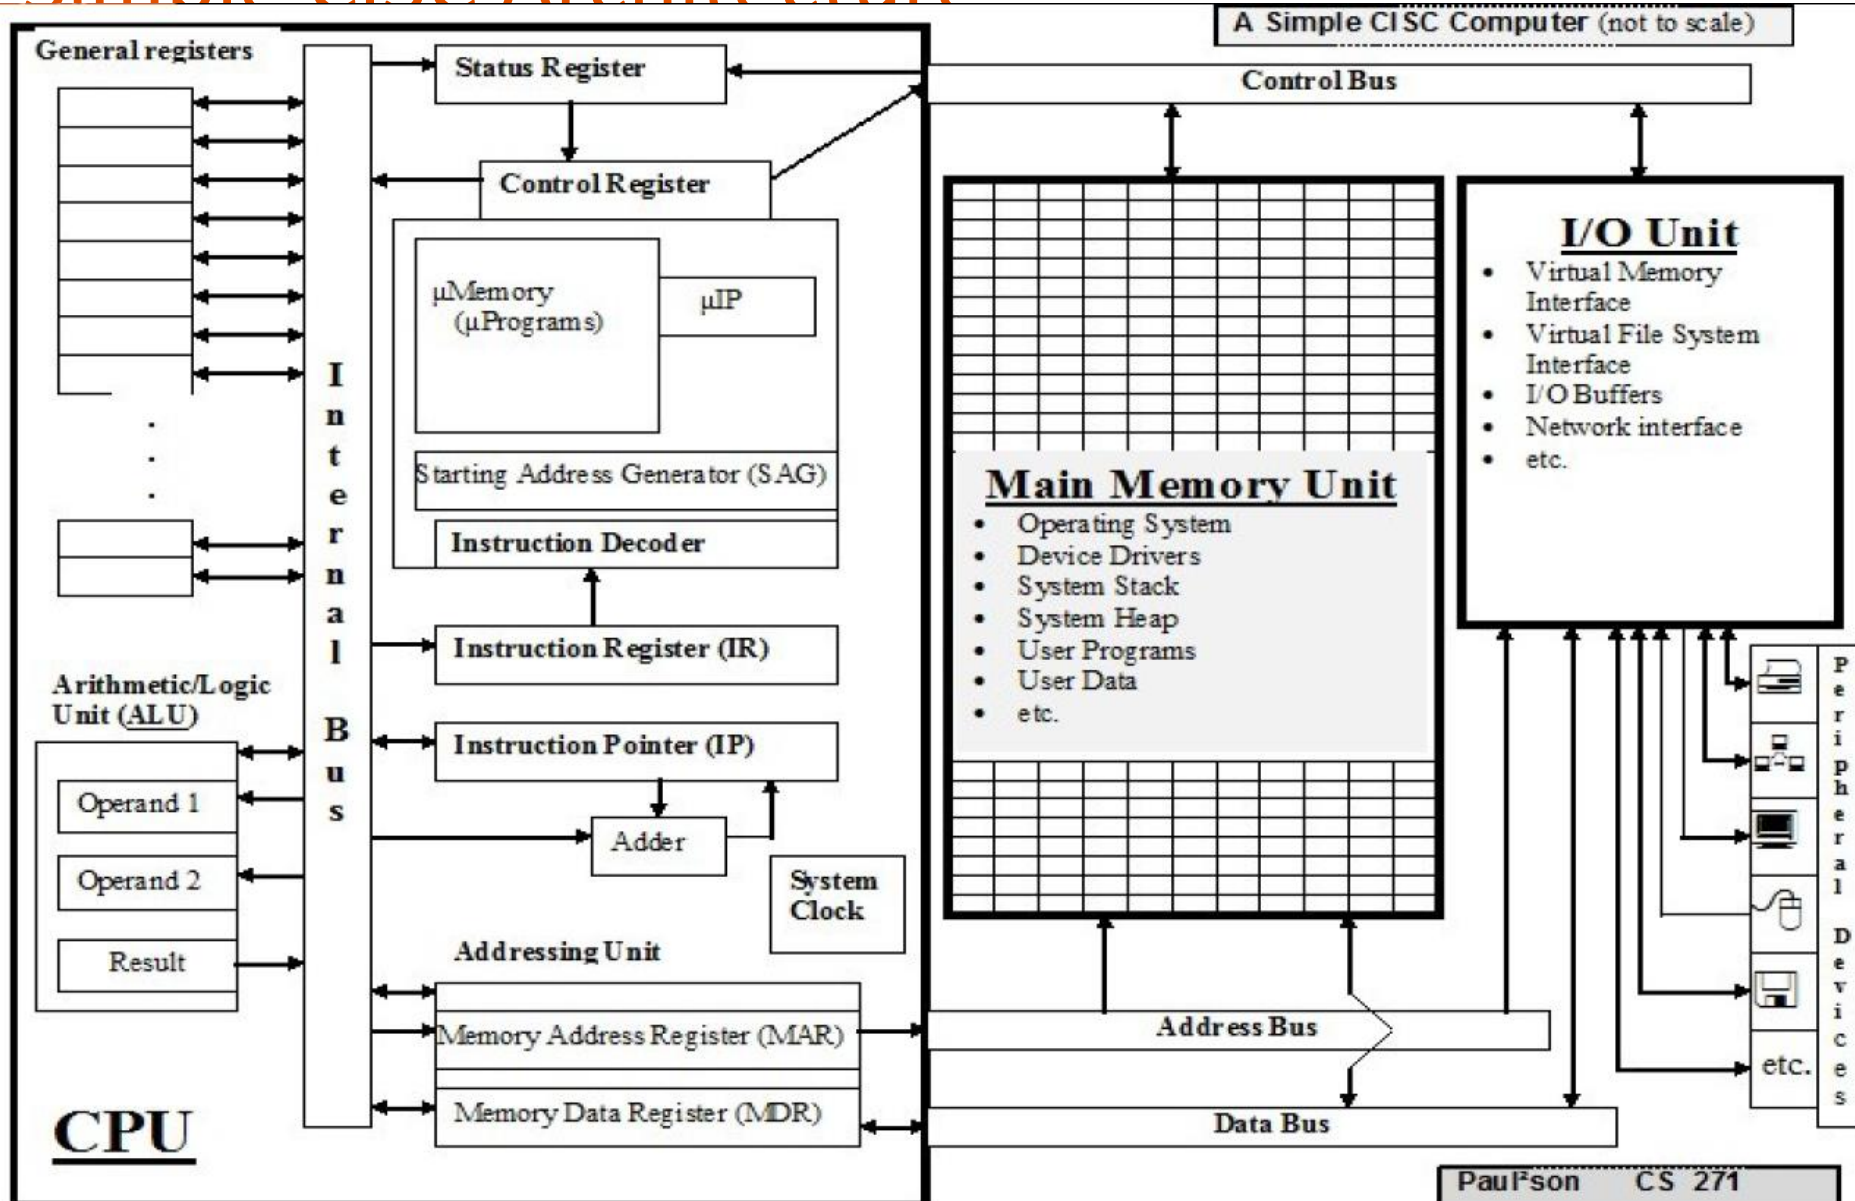 A Simple CISC Computer (not to scale)
General registers
Status Register
Control Bus
Control Register
µMemory
(µPrograms)
µIP
Starting Address Generator (SAG)
Instruction Decoder
Instruction Register (IR)
Instruction Pointer (IP)
Adder
System
Clock
Internal Bus
Arithmetic/Logic
Unit (ALU)
Operand 1
Operand 2
Result
Addressing Unit
Memory Address Register (MAR)
Memory Data Register (MDR)
CPU
Main Memory Unit
• Operating System
• Device Drivers
• System Stack
• System Heap
• User Programs
• User Data
• etc.
I/O Unit
• Virtual Memory
Interface
• Virtual File System
Interface
• I/O Buffers
• Network interface
• etc.
Address Bus
Data Bus
etc.
Peripheral Devices
Paul²son CS 271